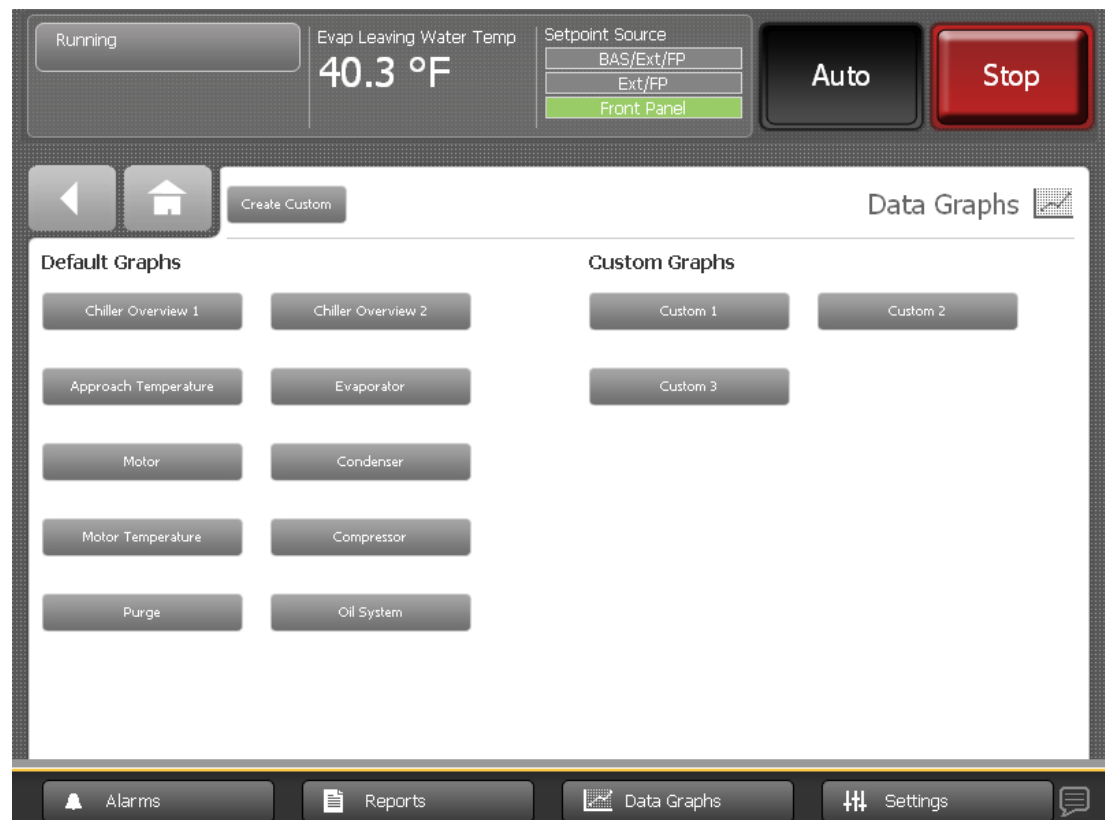 Running
Evap Leaving Water Temp
40.3 °F
Setpoint Source
BAS/Ext/FP
Ext/FP
Front Panel
Auto
Stop
Create Custom
Data Graphs
Default Graphs
Custom Graphs
Chiller Overview 1
Chiller Overview 2
Custom 1
Custom 2
Approach Temperature
Evaporator
Custom 3
Motor
Condenser
Motor Temperature
Compressor
Purge
Oil System
Alarms
Reports
Data Graphs
Settings